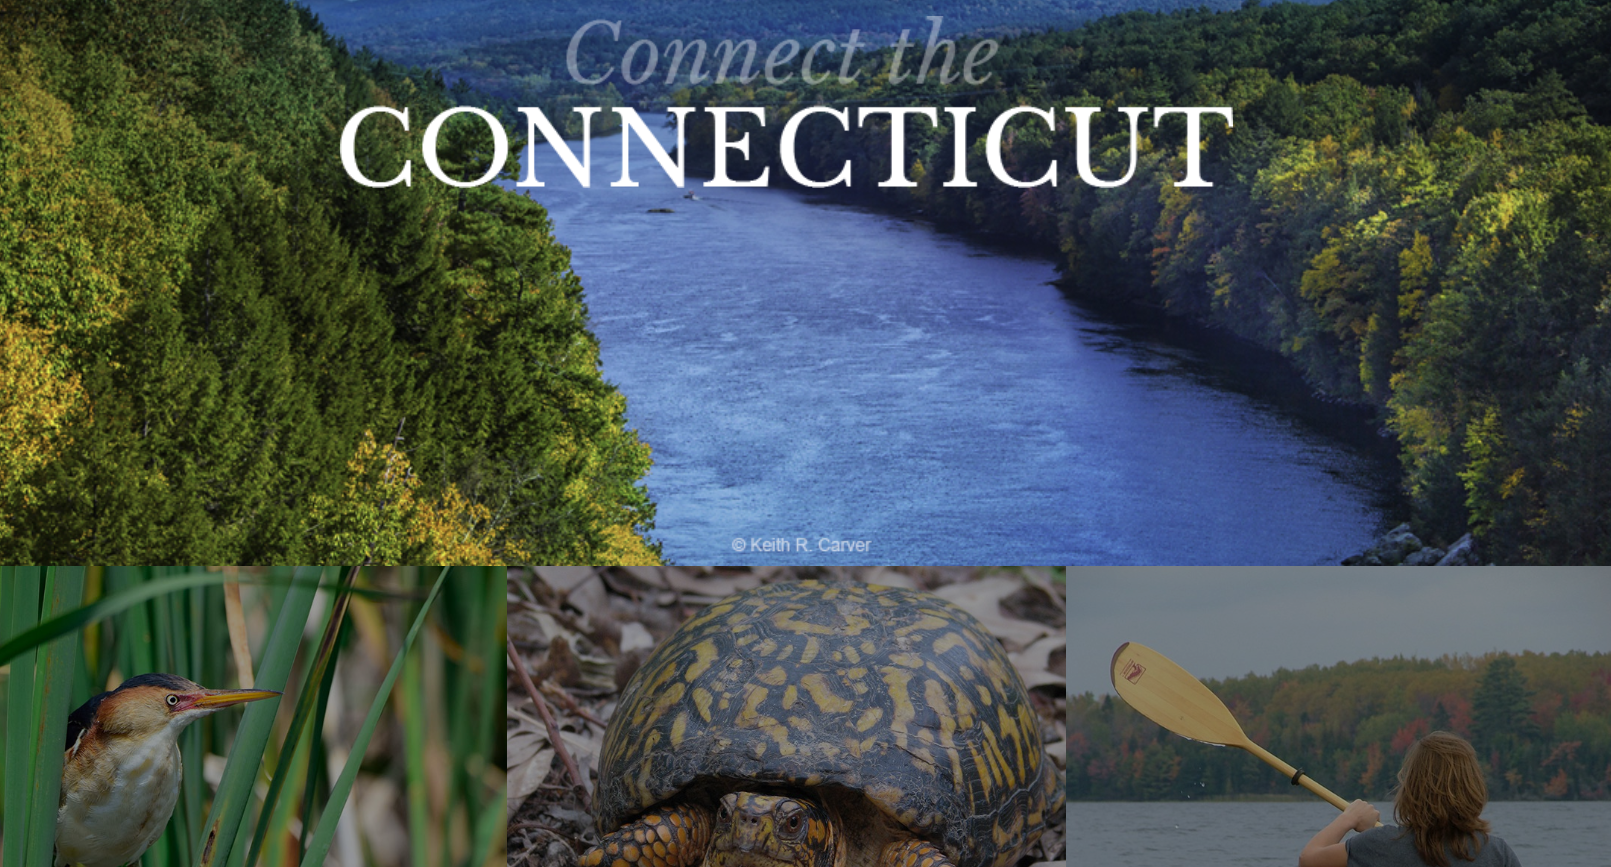 Connect the
CONNECTICUT
© Keith R. Carver